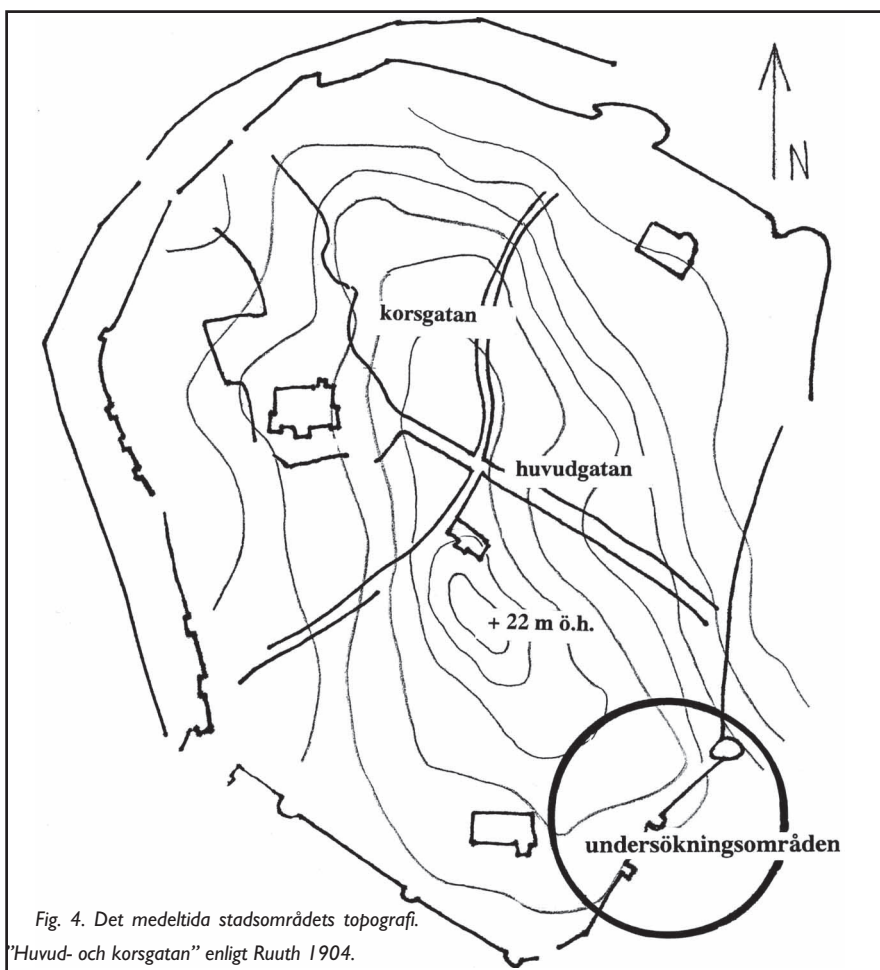 N
korsgatan
huvudgatan
+ 22 m ö.h.
undersökningsområden
Fig. 4. Det medeltida stadsområdets topografi.
"Huvud- och korsgatan" enligt Ruuth 1904.